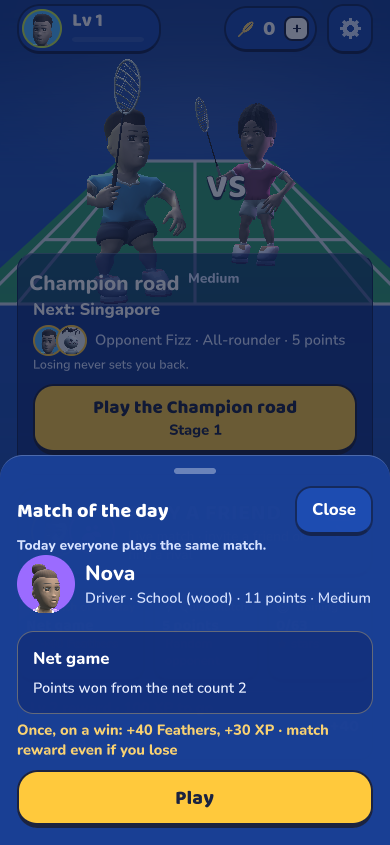 Lv 1
0
+
VS
Champion road Medium
Next: Singapore
Opponent Fizz · All-rounder · 5 points
Losing never sets you back.
Play the Champion road
Stage 1
Match of the day
Close
Today everyone plays the same match.
Nova
Driver · School (wood) · 11 points · Medium
Net game
Points won from the net count 2
Once, on a win: +40 Feathers, +30 XP · match
reward even if you lose
Play